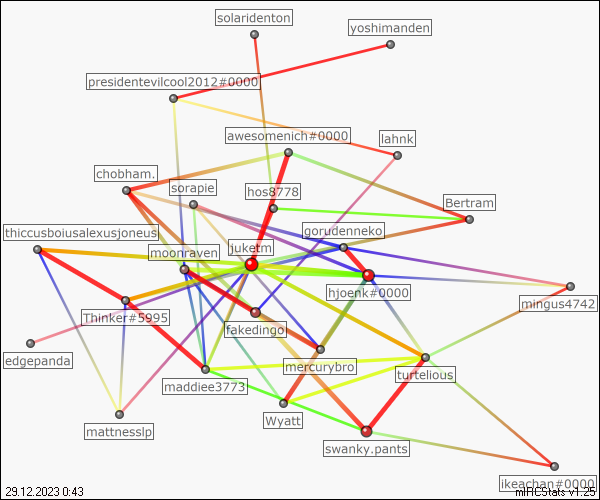 solaridenton
yoshimanden
presidentevilcool2012#0000
awesomenich#0000
lahnk
chobham.
sorapie
hos8778
Bertram
thiccusboiusalexusjoneus
gorudenneko
moonraven
juketm
hjoenk#0000
mingus4742
Thinker#5995
fakedingo
edgepanda
mercurybro
maddiee3773
turtelious
mattnesslp
Wyatt
swanky.pants
ikeachan#0000
29.12.2023 0:43
mIRCStats v1.25